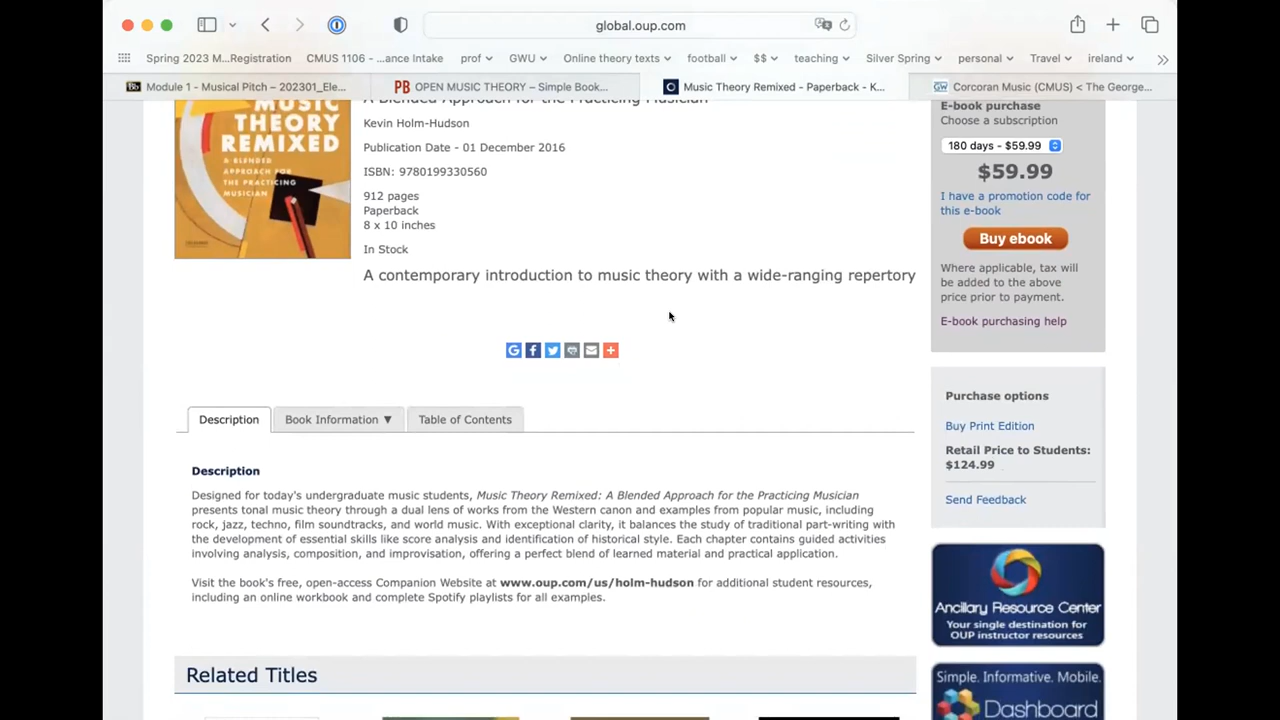 global.oup.com
Spring 2023 M...Registration CMUS 1106 - ...ance Intake prof GWU Online theory texts football $$ teaching Silver Spring personal Travel ireland
Module 1 - Musical Pitch – 202301_Ele... OPEN MUSIC THEORY – Simple Book... Music Theory Remixed - Paperback - K... Corcoran Music (CMUS) < The George...
MUSIC
THEORY
REMIXED
A BLENDED
APPROACH FOR
THE PRACTICING
MUSICIAN
A Blended Approach for the Practicing Musician
Kevin Holm-Hudson
Publication Date - 01 December 2016
ISBN: 9780199330560
912 pages
Paperback
8 x 10 inches
In Stock
A contemporary introduction to music theory with a wide-ranging repertory
E-book purchase
Choose a subscription
180 days - $59.99
$59.99
I have a promotion code for
this e-book
Buy ebook
Where applicable, tax will
be added to the above
price prior to payment.
E-book purchasing help
Purchase options
Buy Print Edition
Retail Price to Students:
$124.99
Send Feedback
Description Book Information ▼ Table of Contents
Description
Designed for today's undergraduate music students, Music Theory Remixed: A Blended Approach for the Practicing Musician
presents tonal music theory through a dual lens of works from the Western canon and examples from popular music, including
rock, jazz, techno, film soundtracks, and world music. With exceptional clarity, it balances the study of traditional part-writing with
the development of essential skills like score analysis and identification of historical style. Each chapter contains guided activities
involving analysis, composition, and improvisation, offering a perfect blend of learned material and practical application.
Visit the book's free, open-access Companion Website at www.oup.com/us/holm-hudson for additional student resources,
including an online workbook and complete Spotify playlists for all examples.
Ancillary Resource Center
Your single destination for
OUP instructor resources
Related Titles
Simple. Informative. Mobile.
Dashboard